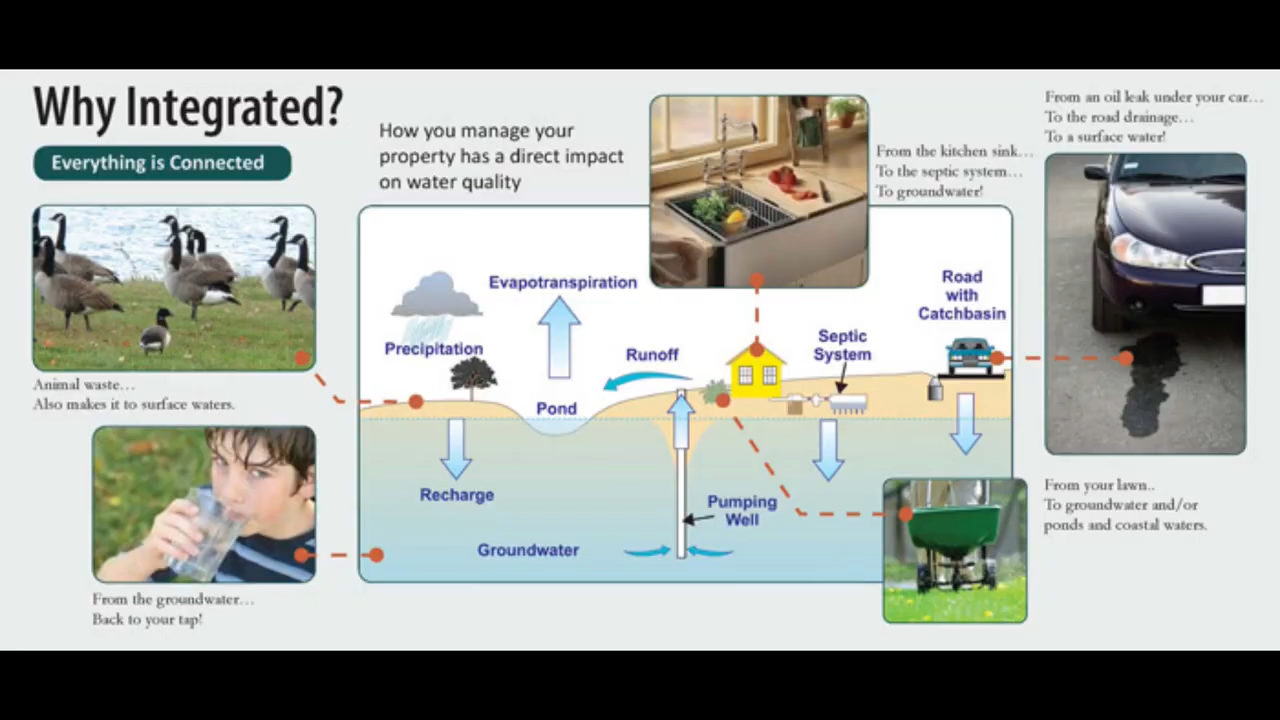 Why Integrated?
Everything is Connected
How you manage your
property has a direct impact
on water quality
From the kitchen sink...
To the septic system...
To groundwater!
From an oil leak under your car...
To the road drainage...
To a surface water!
Animal waste...
Also makes it to surface waters.
From the groundwater...
Back to your tap!
Precipitation
Evapotranspiration
Runoff
Septic
System
Road
with
Catchbasin
Pond
Recharge
Pumping
Well
Groundwater
From your lawn..
To groundwater and/or
ponds and coastal waters.